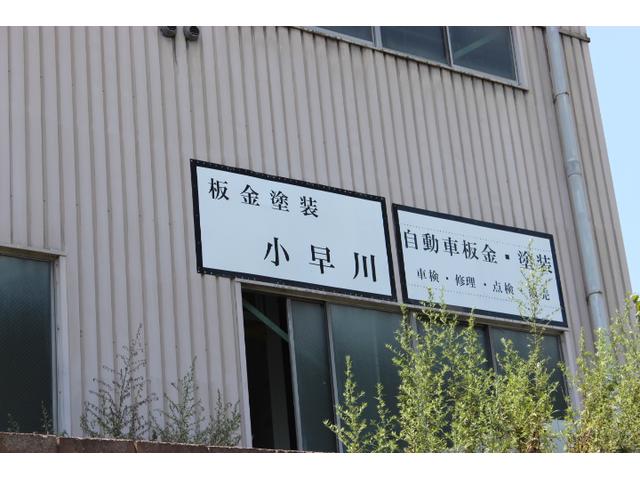 板金塗装
小早川
自動車板金・塗装
車検・修理・点検